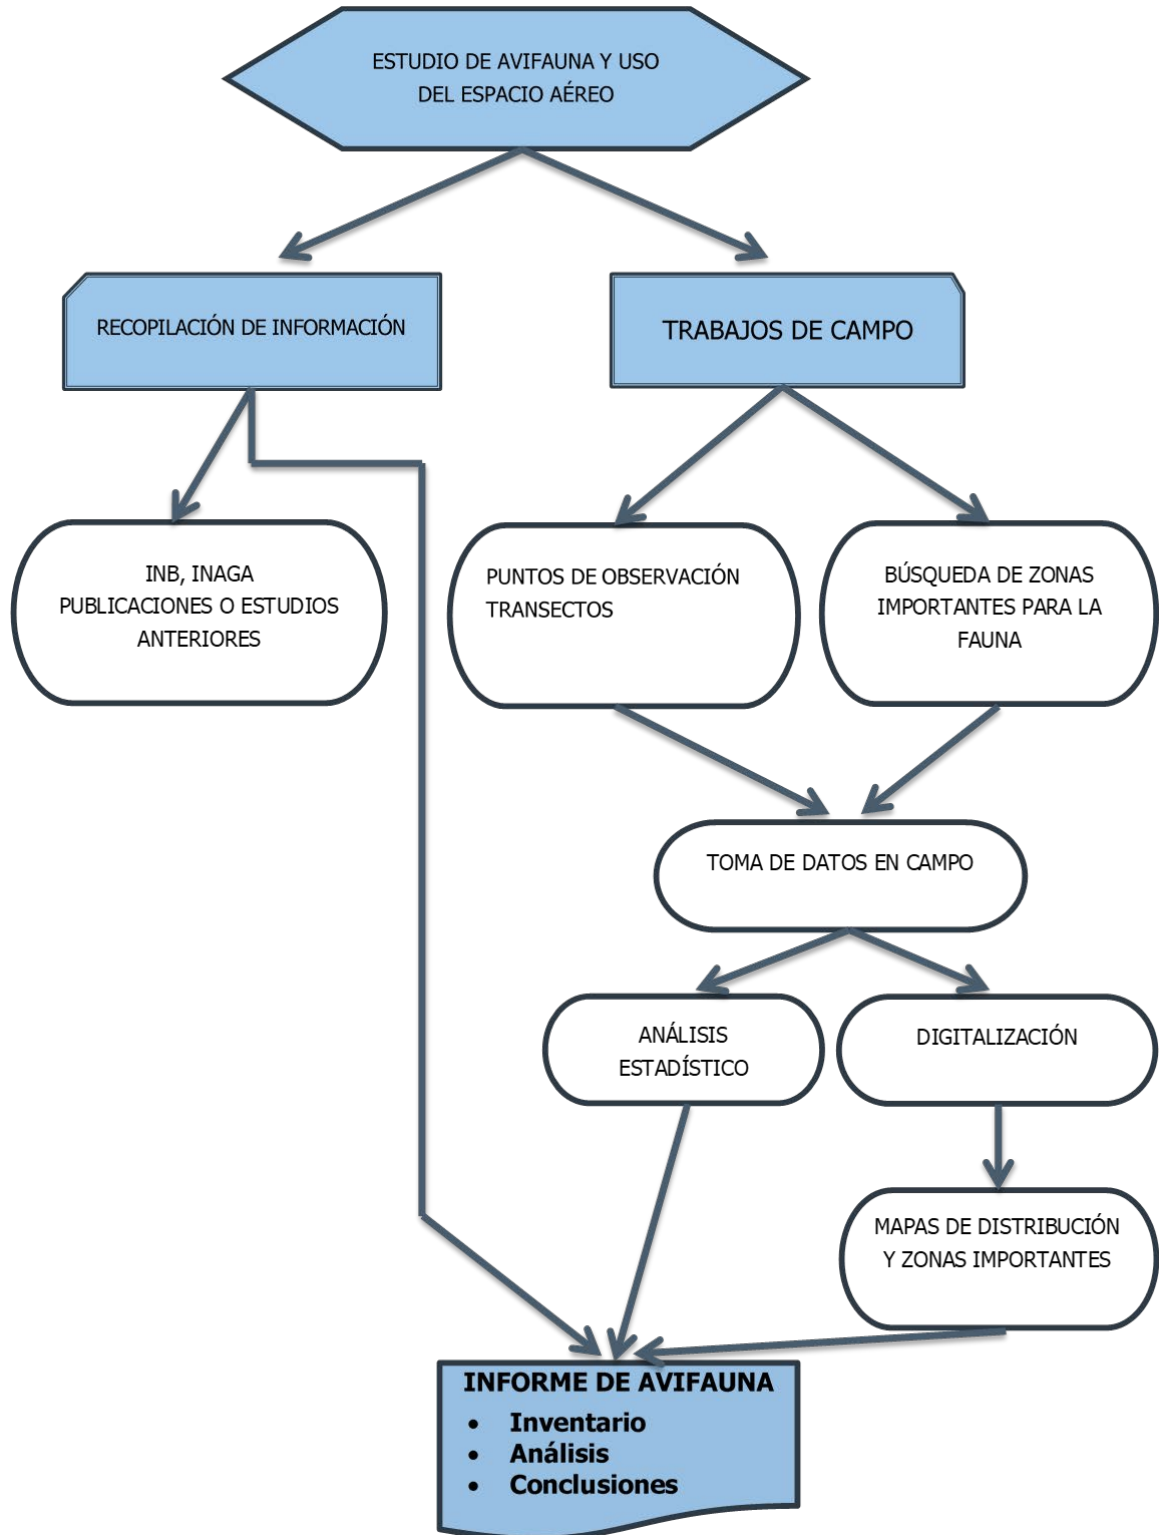 ESTUDIO DE AVIFAUNA Y USO
DEL ESPACIO AÉREO
RECOPILACIÓN DE INFORMACIÓN
TRABAJOS DE CAMPO
INB, INAGA
PUBLICACIONES O ESTUDIOS
ANTERIORES
PUNTOS DE OBSERVACIÓN
TRANSECTOS
BÚSQUEDA DE ZONAS
IMPORTANTES PARA LA
FAUNA
TOMA DE DATOS EN CAMPO
ANÁLISIS
ESTADÍSTICO
DIGITALIZACIÓN
MAPAS DE DISTRIBUCIÓN
Y ZONAS IMPORTANTES
INFORME DE AVIFAUNA
• Inventario
• Análisis
• Conclusiones